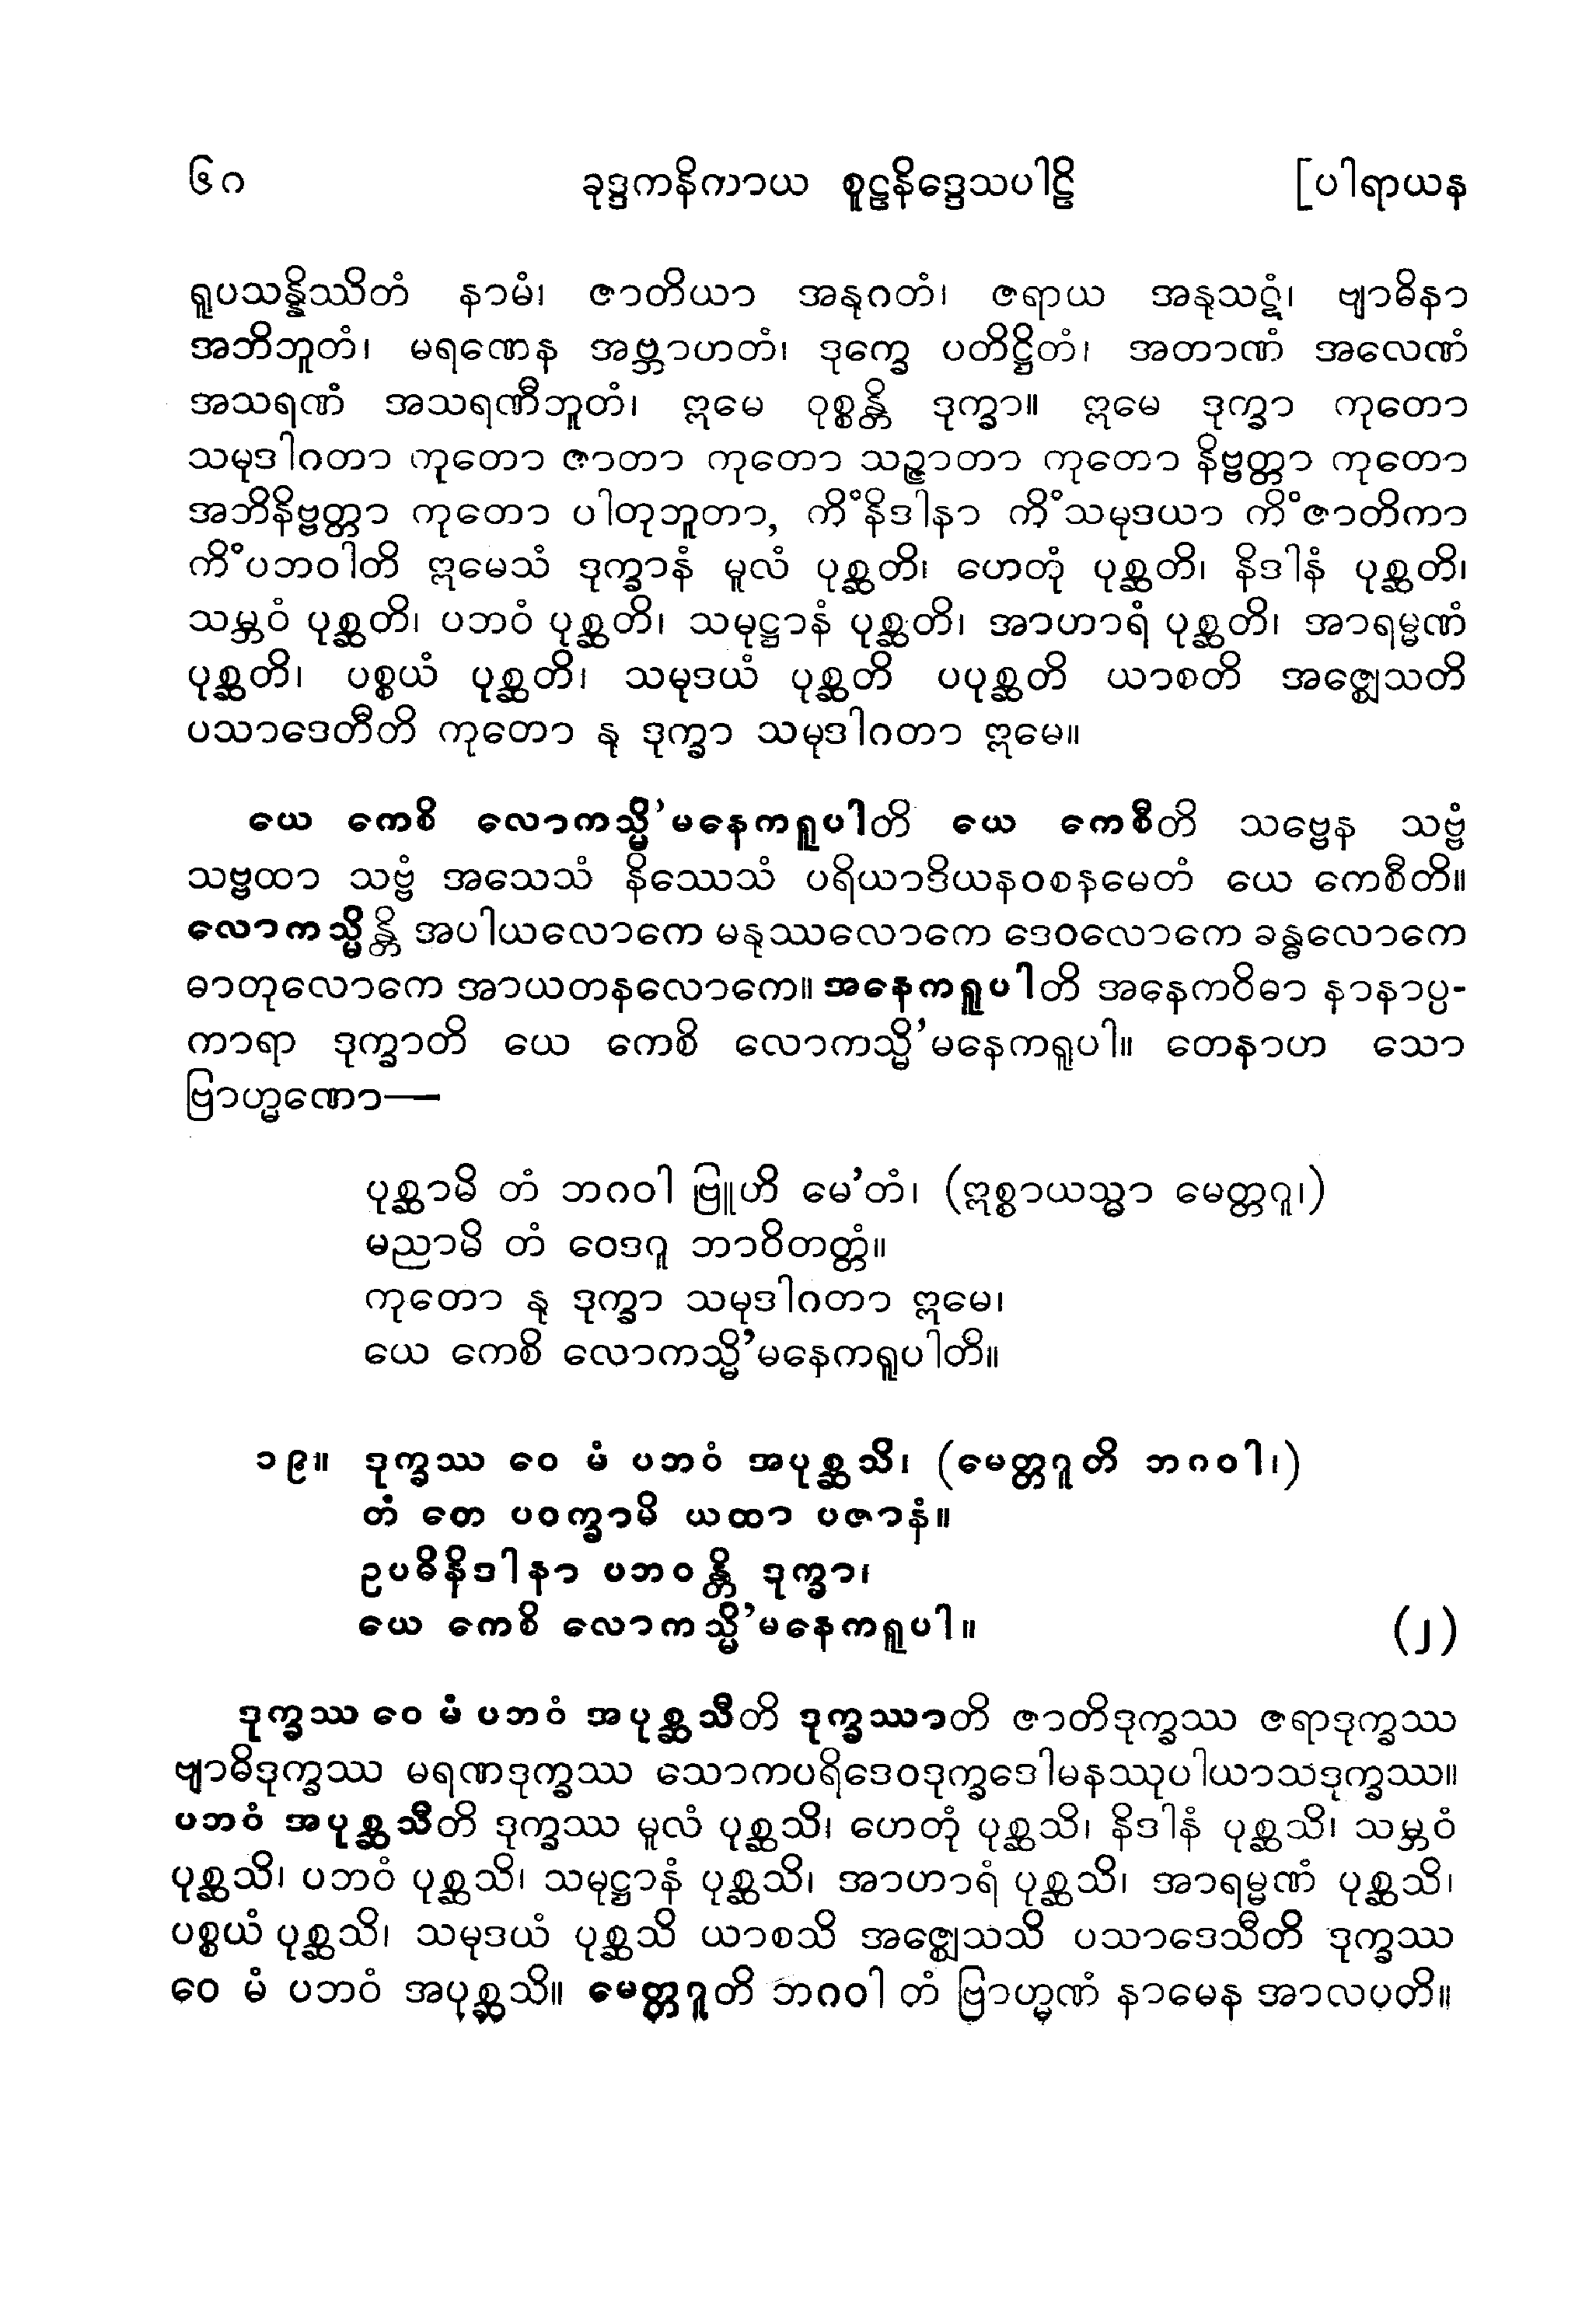 ၆၈ ခုဒ္ဒကနိကာယ စူဠနိဒ္ဒေသပါဠိ [ပါရာယန
ရူပသန္နိဿိတံ နာမံ၊ ဇာတိယာ အနုဂတံ၊ ဇရာယ အနုသဋံ၊ ဗျာဓိနာ
အဘိဘူတံ၊ မရဏေန အဗ္ဘာဟတံ၊ ဒုက္ခေ ပတိဋ္ဌိတံ၊ အတာဏံ အလေဏံ
အသရဏံ အသရဏီဘူတံ၊ ဣမေ ဝုစ္စန္တိ ဒုက္ခာ။ ဣမေ ဒုက္ခာ ကုတော
သမုဒါဂတာ ကုတော ဇာတာ ကုတော သဉ္ဇာတာ ကုတော နိဗ္ဗတ္တာ ကုတော
အဘိနိဗ္ဗတ္တာ ကုတော ပါတုဘူတာ, ကိံနိဒါနာ ကိံသမုဒယာ ကိံဇာတိကာ
ကိံပဘဝါတိ ဣမေသံ ဒုက္ခာနံ မူလံ ပုစ္ဆတိ၊ ဟေတုံ ပုစ္ဆတိ၊ နိဒါနံ ပုစ္ဆတိ၊
သမ္ဘဝံ ပုစ္ဆတိ၊ ပဘဝံ ပုစ္ဆတိ၊ သမုဋ္ဌာနံ ပုစ္ဆတိ၊ အာဟာရံ ပုစ္ဆတိ၊ အာရမ္မဏံ
ပုစ္ဆတိ၊ ပစ္စယံ ပုစ္ဆတိ၊ သမုဒယံ ပုစ္ဆတိ ပပုစ္ဆတိ ယာစတိ အဇ္ဈေသတိ
ပသာဒေတီတိ ကုတော နု ဒုက္ခာ သမုဒါဂတာ ဣမေ။
ယေ ကေစိ လောကသ္မိ’မနေကရူပါတိ ယေ ကေစီတိ သဗ္ဗေန သဗ္ဗံ
သဗ္ဗထာ သဗ္ဗံ အသေသံ နိဿေသံ ပရိယာဒိယနဝစနမေတံ ယေ ကေစီတိ။
လောကသ္မိန္တိ အပါယလောကေ မနုဿလောကေ ဒေဝလောကေ ခန္ဓလောကေ
ဓာတုလောကေ အာယတနလောကေ။ အနေကရူပါတိ အနေကဝိဓာ နာနာပ္ပ-
ကာရာ ဒုက္ခာတိ ယေ ကေစိ လောကသ္မိ’မနေကရူပါ။ တေနာဟ သော
ဗြာဟ္မဏော—
ပုစ္ဆာမိ တံ ဘဂဝါ ဗြူဟိ မေ’တံ၊ (ဣစ္စာယသ္မာ မေတ္တဂူ၊)
မညာမိ တံ ဝေဒဂူ ဘာဝိတတ္တံ။
ကုတော နု ဒုက္ခာ သမုဒါဂတာ ဣမေ၊
ယေ ကေစိ လောကသ္မိ’မနေကရူပါတိ။
၁၉။ ဒုက္ခဿ ဝေ မံ ပဘဝံ အပုစ္ဆသိ၊ (မေတ္တဂူတိ ဘဂဝါ၊)
တံ တေ ပဝက္ခာမိ ယထာ ပဇာနံ။
ဥပဓိနိဒါနာ ပဘဝန္တိ ဒုက္ခာ၊
ယေ ကေစိ လောကသ္မိ’မနေကရူပါ။ (၂)
ဒုက္ခဿ ဝေ မံ ပဘဝံ အပုစ္ဆသီတိ ဒုက္ခဿာတိ ဇာတိဒုက္ခဿ ဇရာဒုက္ခဿ
ဗျာဓိဒုက္ခဿ မရဏဒုက္ခဿ သောကပရိဒေဝဒုက္ခဒေါမနဿုပါယာသဒုက္ခဿ။
ပဘဝံ အပုစ္ဆသီတိ ဒုက္ခဿ မူလံ ပုစ္ဆသိ၊ ဟေတုံ ပုစ္ဆသိ၊ နိဒါနံ ပုစ္ဆသိ၊ သမ္ဘဝံ
ပုစ္ဆသိ၊ ပဘဝံ ပုစ္ဆသိ၊ သမုဋ္ဌာနံ ပုစ္ဆသိ၊ အာဟာရံ ပုစ္ဆသိ၊ အာရမ္မဏံ ပုစ္ဆသိ၊
ပစ္စယံ ပုစ္ဆသိ၊ သမုဒယံ ပုစ္ဆသိ ယာစသိ အဇ္ဈေသသိ ပသာဒေသီတိ ဒုက္ခဿ
ဝေ မံ ပဘဝံ အပုစ္ဆသိ။ မေတ္တဂူတိ ဘဂဝါ တံ ဗြာဟ္မဏံ နာမေန အာလပတိ။